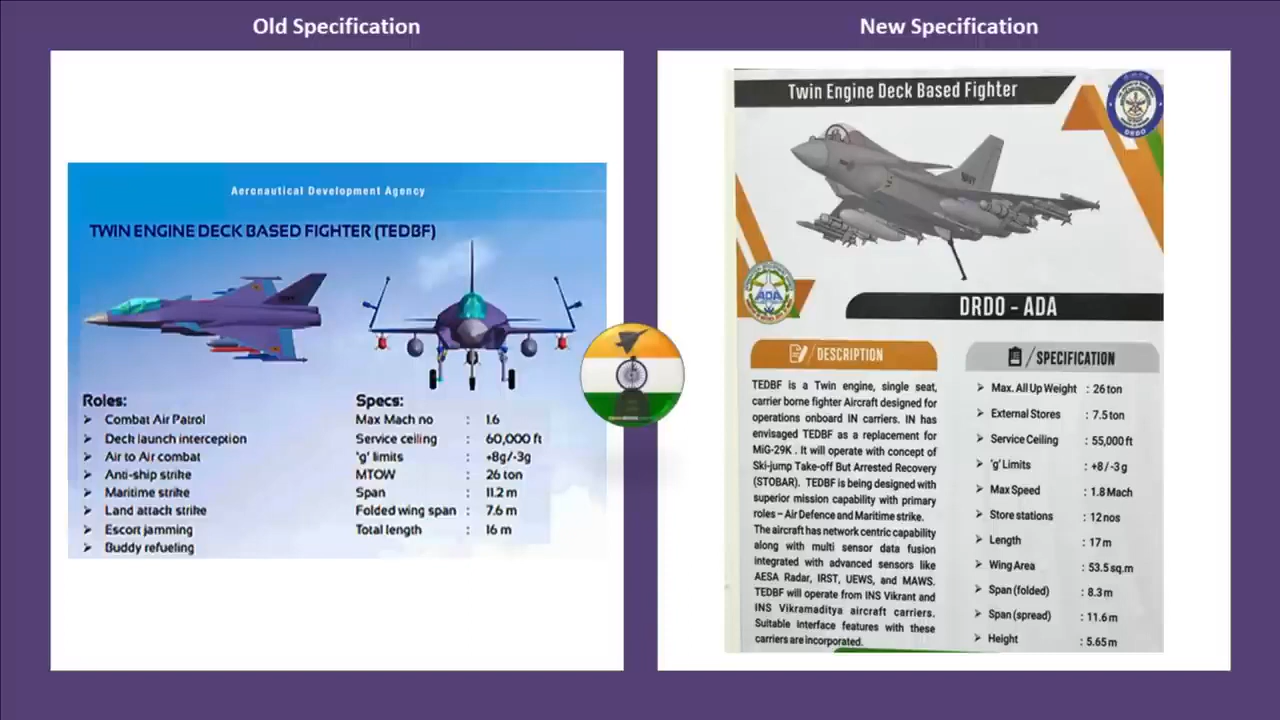 Old Specification
New Specification
Aeronautical Development Agency
TWIN ENGINE DECK BASED FIGHTER (TEDBF)
Roles:
Combat Air Patrol
Deck launch interception
Air to Air combat
Anti-ship strike
Maritime strike
Land attach strike
Escort jamming
Buddy refueling
Specs:
Max Mach no : 1.6
Service ceiling : 60,000 ft
'g' limits : +8g/-3g
MTOW : 26 ton
Span : 11.2 m
Folded wing span : 7.6 m
Total length : 16 m
Twin Engine Deck Based Fighter
DRDO
NAVY
ADA
DRDO - ADA
DESCRIPTION
TEDBF is a Twin engine, single seat,
carrier borne fighter Aircraft designed for
operations onboard IN carriers. IN has
envisaged TEDBF as a replacement for
MiG-29K . It will operate with concept of
Ski-jump Take-off But Arrested Recovery
(STOBAR). TEDBF is being designed with
superior mission capability with primary
roles – Air Defence and Maritime strike.
The aircraft has network centric capability
along with multi sensor data fusion
integrated with advanced sensors like
AESA Radar, IRST, UEWS, and MAWS.
TEDBF will operate from INS Vikrant and
INS Vikramaditya aircraft carriers.
Suitable Interface features with these
carriers are incorporated.
SPECIFICATION
Max. All Up Weight : 26 ton
External Stores : 7.5 ton
Service Ceiling : 55,000 ft
'g' Limits : +8 / -3 g
Max Speed : 1.8 Mach
Store stations : 12 nos
Length : 17 m
Wing Area : 53.5 sq.m
Span (folded) : 8.3 m
Span (spread) : 11.6 m
Height : 5.65 m